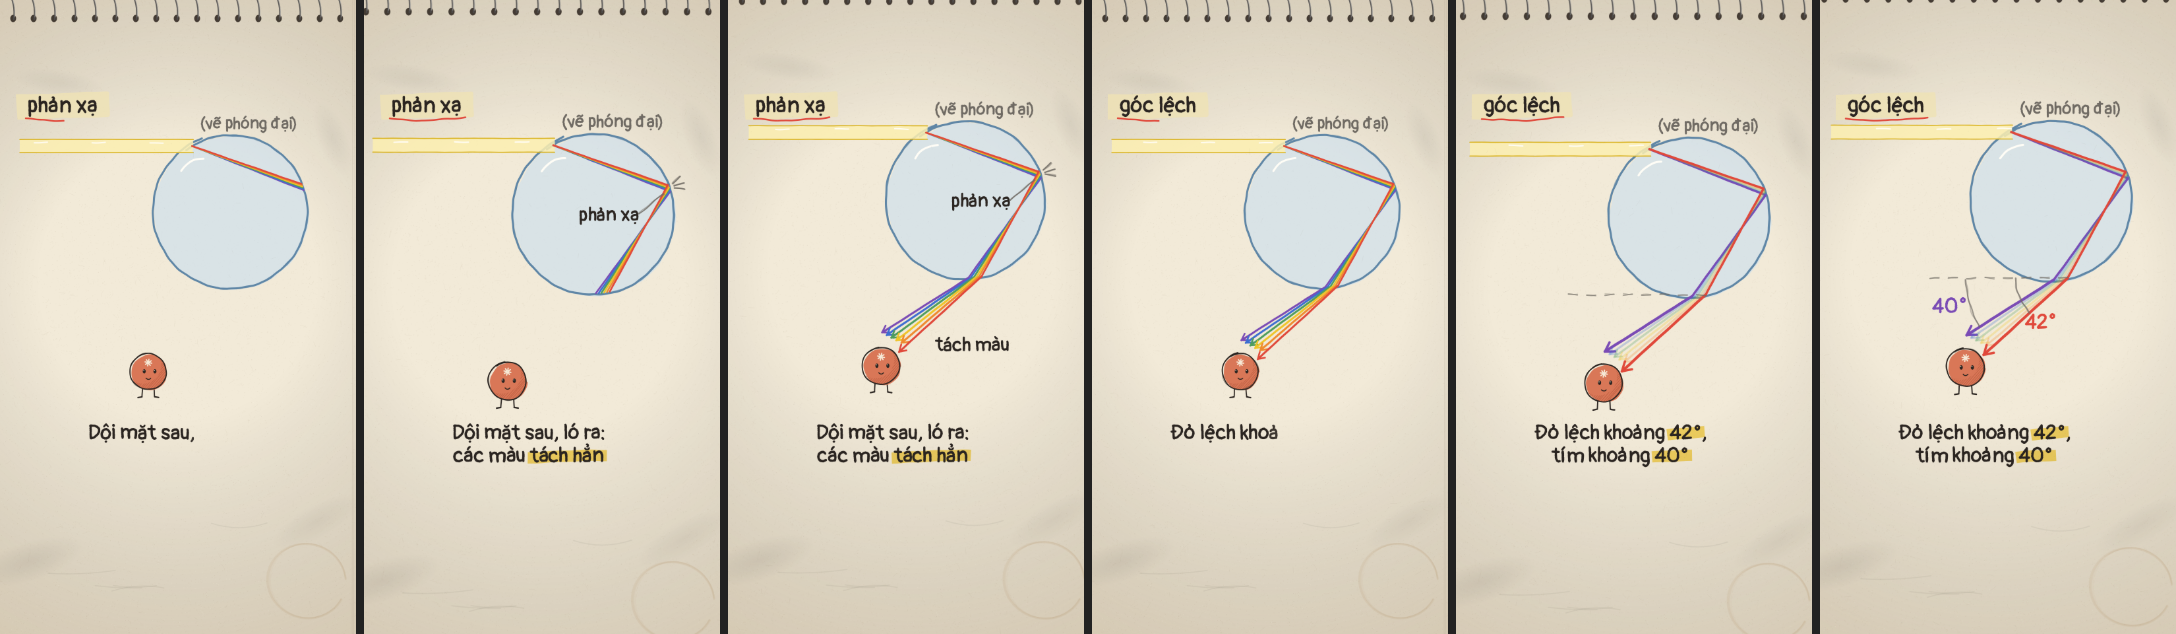 phản xạ
(vẽ phóng đại)
Dội mặt sau,
phản xạ
(vẽ phóng đại)
phản xạ
Dội mặt sau, ló ra:
các màu tách hẳn
phản xạ
(vẽ phóng đại)
phản xạ
tách màu
Dội mặt sau, ló ra:
các màu tách hẳn
góc lệch
(vẽ phóng đại)
Đỏ lệch khoả
góc lệch
(vẽ phóng đại)
Đỏ lệch khoảng 42°,
tím khoảng 40°
góc lệch
(vẽ phóng đại)
40°
42°
Đỏ lệch khoảng 42°,
tím khoảng 40°